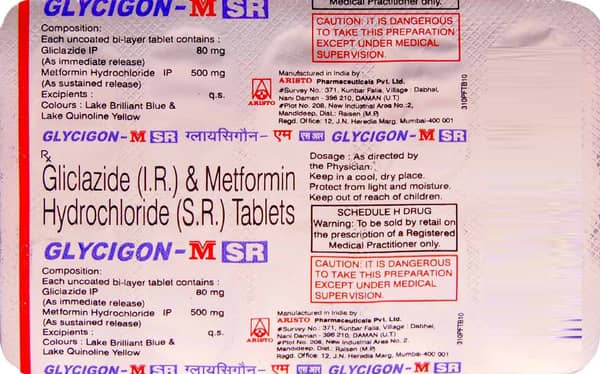 GLYCIGON-M SR
Composition:
Each uncoated bi-layer tablet contains :
Gliclazide IP 80 mg
(As immediate release)
Metformin Hydrochloride IP 500 mg
(As sustained release)
Excipients : q.s.
Colours : Lake Brilliant Blue &
Lake Quinoline Yellow
Medical Practitioner only.
CAUTION: IT IS DANGEROUS
TO TAKE THIS PREPARATION
EXCEPT UNDER MEDICAL
SUPERVISION.
ARISTO
Manufactured in India by :
ARISTO Pharmaceuticals Pvt. Ltd.
#Survey No.: 371, Kunbar Falia, Village : Dabhel,
Nani Daman - 396 210, DAMAN (U.T)
#Plot No. 208, New Industrial Area No.:2,
Mandideep, Dist.: Raisen (M.P)
Regd. Office: 12, J.N. Heredia Marg, Mumbai-400 001
310PFTB10
GLYCIGON-M SR ग्लायसिगौन-एम एस आर GLYCIGON-M SR
Rx
Gliclazide (I.R.) & Metformin
Hydrochloride (S.R.) Tablets
GLYCIGON-M SR
Composition:
Each uncoated bi-layer tablet contains :
Gliclazide IP 80 mg
(As immediate release)
Metformin Hydrochloride IP 500 mg
(As sustained release)
Excipients : q.s.
Colours : Lake Brilliant Blue &
Lake Quinoline Yellow
Dosage : As directed by
the Physician.
Keep in a cool, dry place.
Protect from light and moisture.
Keep out of reach of children.
SCHEDULE H DRUG
Warning: To be sold by retail on
the prescription of a Registered
Medical Practitioner only.
CAUTION: IT IS DANGEROUS
TO TAKE THIS PREPARATION
EXCEPT UNDER MEDICAL
SUPERVISION.
ARISTO
Manufactured in India by :
ARISTO Pharmaceuticals Pvt. Ltd.
#Survey No.: 371, Kunbar Falia, Village : Dabhel,
Nani Daman - 396 210, DAMAN (U.T)
#Plot No. 208, New Industrial Area No.:2,
Mandideep, Dist.: Raisen (M.P)
Regd. Office: 12, J.N. Heredia Marg, Mumbai-400 001
310PFTB10
GLYCIGON-M SR ग्लायसिगौन-एम एस आर GLYCIGON-M SR